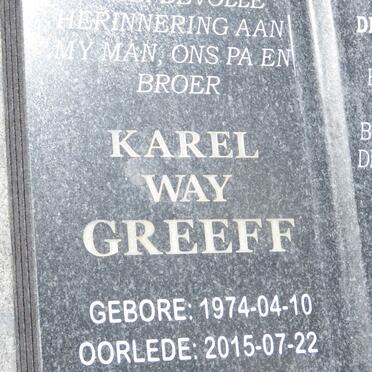 HERINNERING AAN
MY MAN, ONS PA EN
BROER
KAREL
WAY
GREEFF
GEBORE: 1974-04-10
OORLEDE: 2015-07-22